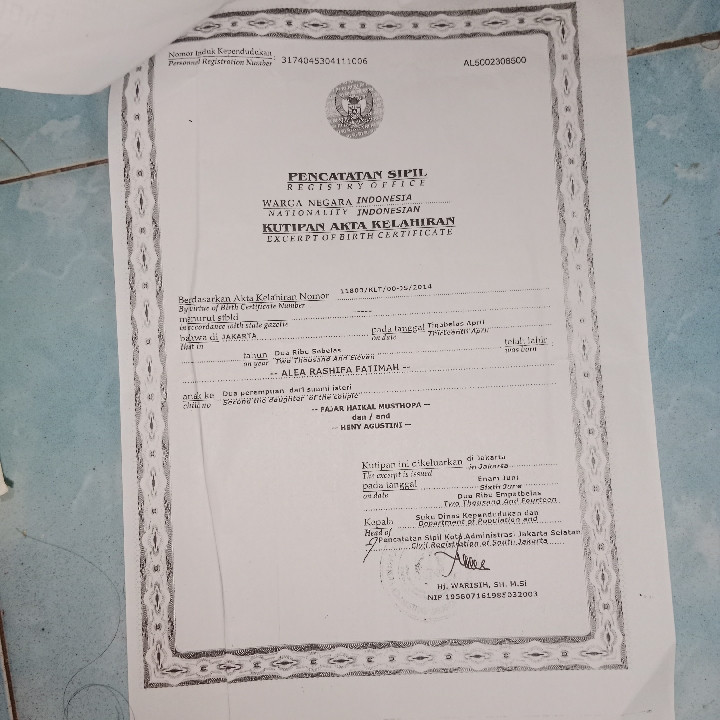 Nomor Induk Kependudukan
Personnel Registration Number 3174045304111006 AL5002308500
PENCATATAN SIPIL
REGISTRY OFFICE
WARGA NEGARA INDONESIA
NATIONALITY INDONESIAN
KUTIPAN AKTA KELAHIRAN
EXCERPT OF BIRTH CERTIFICATE
Berdasarkan Akta Kelahiran Nomor
By virtue of Birth Certificate Number
menurut stbld -----
in accordance with state gazette
bahwa di JAKARTA pada tanggal Tigabelas April
that in on date Thirteenth April
tahun Dua Ribu Sebelas telah lahir
on year Two Thousand And Eleven was born
-- ALEA RASHIFA FATIMAH --
anak ke Dua perempuan dari suami isteri
child no Second the daughter of the couple
-- FAJAR HAIKAL MUSTHOPA --
dan / and
-- HENY AGUSTINI --
Kutipan ini dikeluarkan di Jakarta
The excerpt is issued in Jakarta
pada tanggal Enam Juni
on date Sixth June
Dua Ribu Empatbelas
Two Thousand And Fourteen
Kepala Suku Dinas Kependudukan dan
Head of Department of Population and
Pencatatan Sipil Kota Administrasi Jakarta Selatan
Civil Registration of South Jakarta
Hj. WARISIH, SH, M.Si
NIP 195607161985032003